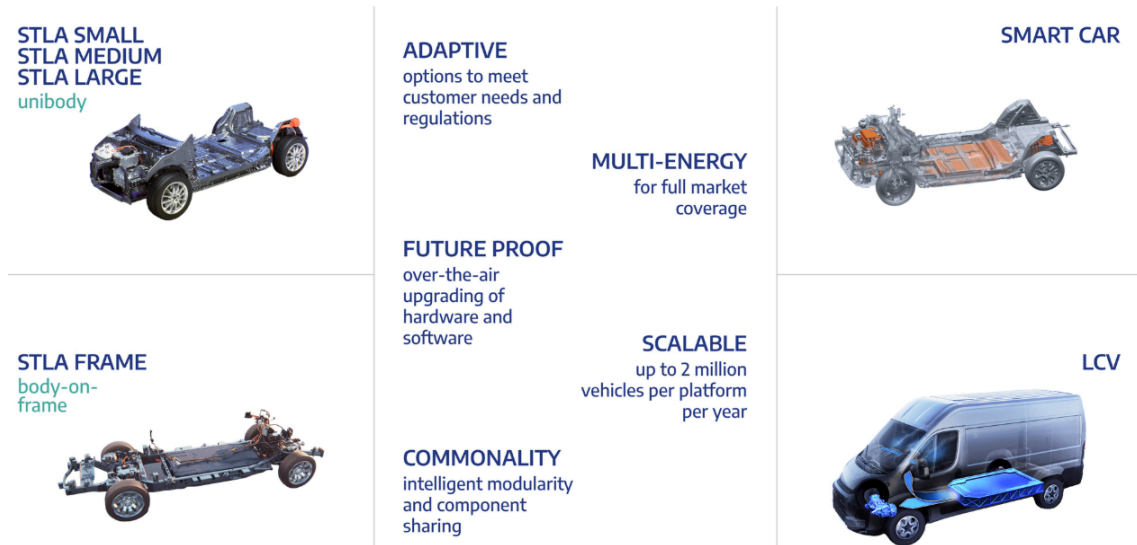 STLA SMALL
STLA MEDIUM
STLA LARGE
unibody
STLA FRAME
body-on-
frame
ADAPTIVE
options to meet
customer needs and
regulations
MULTI-ENERGY
for full market
coverage
FUTURE PROOF
over-the-air
upgrading of
hardware and
software
SCALABLE
up to 2 million
vehicles per platform
per year
COMMONALITY
intelligent modularity
and component
sharing
SMART CAR
LCV